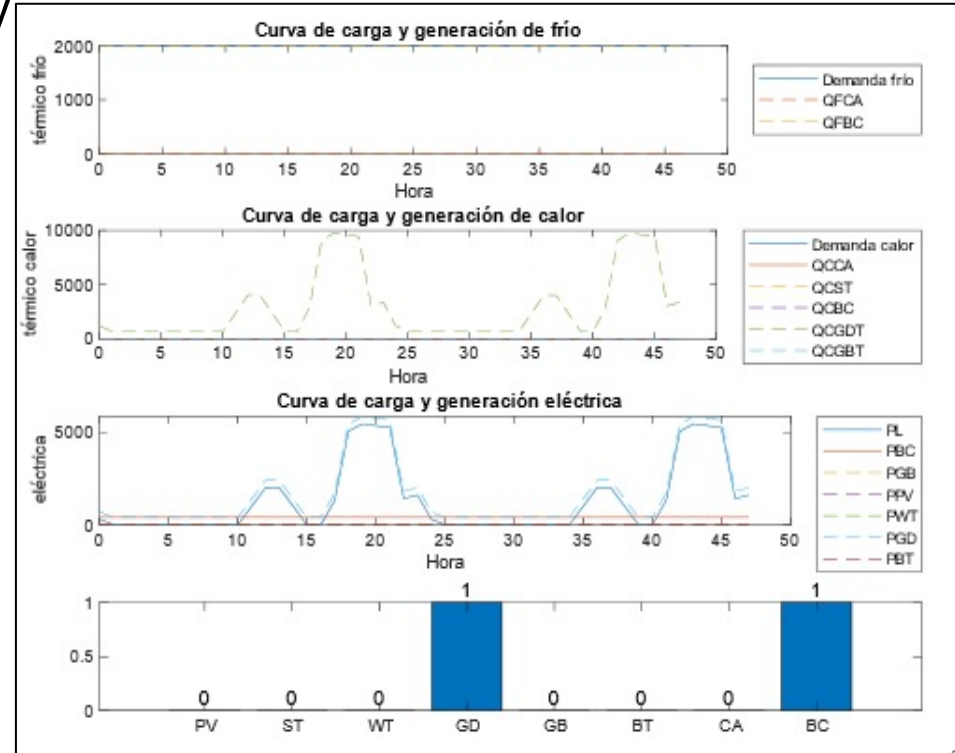 Curva de carga y generación de frío
térmico frío
2000
1000
0
0 5 10 15 20 25 30 35 40 45 50
Hora
Demanda frío
QFCA
QFBC
Curva de carga y generación de calor
térmico calor
10000
5000
0
0 5 10 15 20 25 30 35 40 45 50
Hora
Demanda calor
QCCA
QCST
QCBC
QCGDT
QCGBT
Curva de carga y generación eléctrica
eléctrica
5000
0
0 5 10 15 20 25 30 35 40 45 50
Hora
PL
PBC
PGB
PPV
PWT
PGD
PBT
1
0.5
0
0 0 0 1 0 0 0 1
PV ST WT GD GB BT CA BC